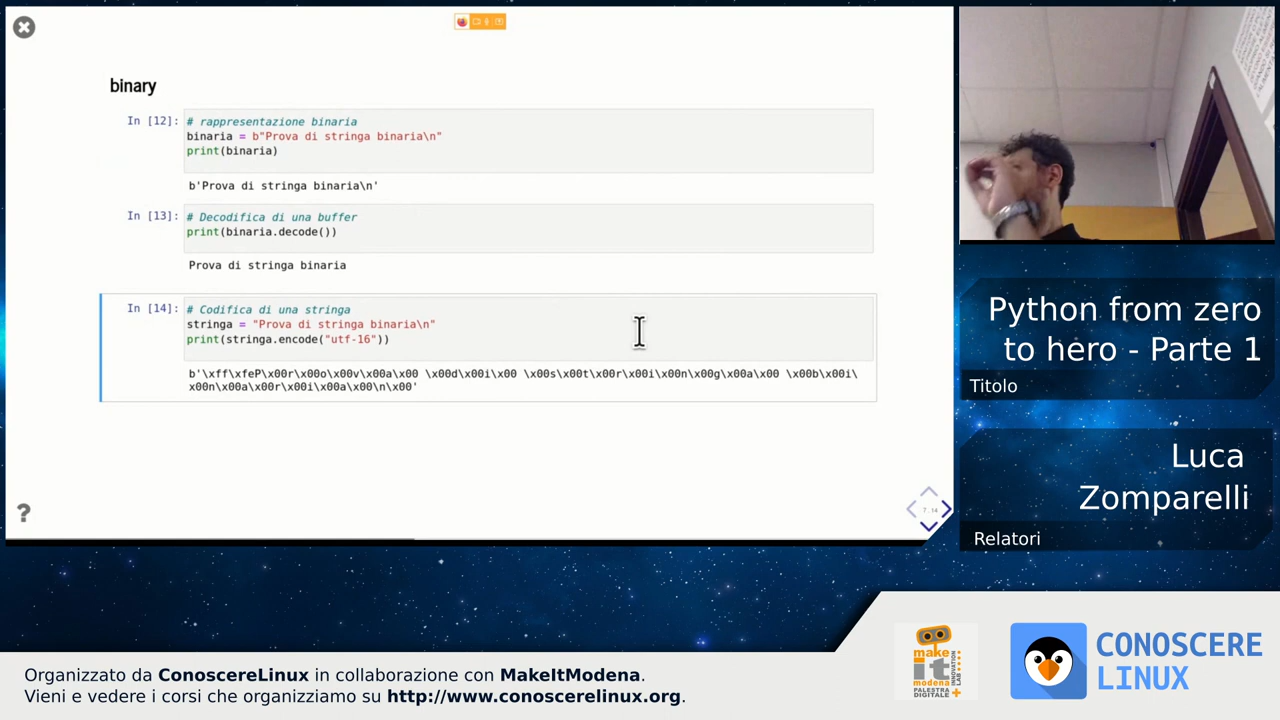 binary
In [12]: # rappresentazione binaria
binaria = b"Prova di stringa binaria\n"
print(binaria)
b'Prova di stringa binaria\n'
In [13]: # Decodifica di una buffer
print(binaria.decode())
Prova di stringa binaria
In [14]: # Codifica di una stringa
stringa = "Prova di stringa binaria\n"
print(stringa.encode("utf-16"))
b'\xff\xfeP\x00r\x00o\x00v\x00a\x00 \x00d\x00i\x00 \x00s\x00t\x00r\x00i\x00n\x00g\x00a\x00 \x00b\x00i\
x00n\x00a\x00r\x00i\x00a\x00\n\x00'
?
7.14
Python from zero
to hero - Parte 1
Titolo
Luca
Zomparelli
Relatori
Organizzato da ConoscereLinux in collaborazione con MakeItModena.
Vieni e vedere i corsi che organizziamo su http://www.conoscerelinux.org.
make
it
modena
PALESTRA
DIGITALE
INNOVATION
LAB
CONOSCERE
LINUX